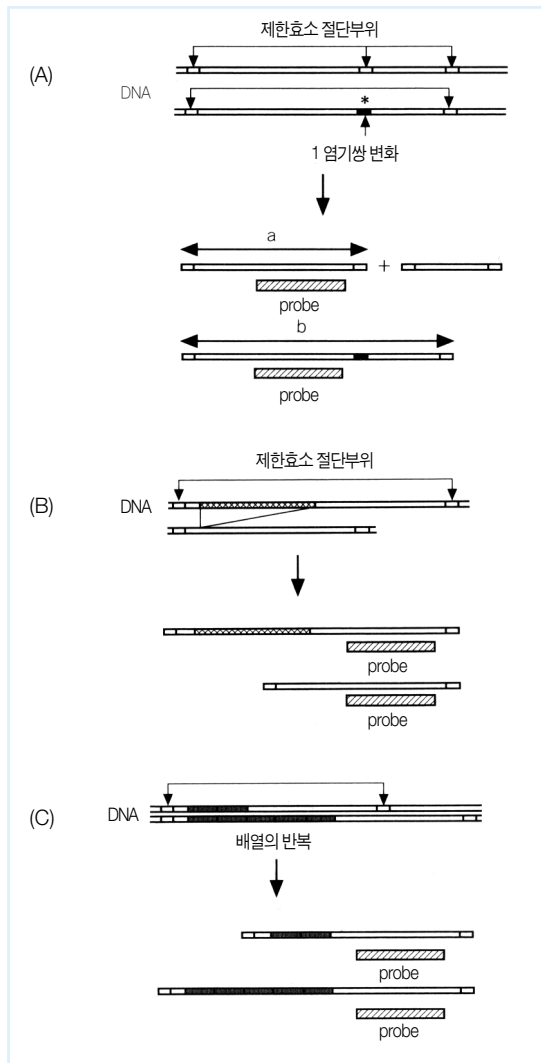 제한효소 절단부위
(A)
DNA
*
1 염기쌍 변화
a
+
probe
b
probe
제한효소 절단부위
(B) DNA
probe
probe
(C) DNA
배열의 반복
probe
probe